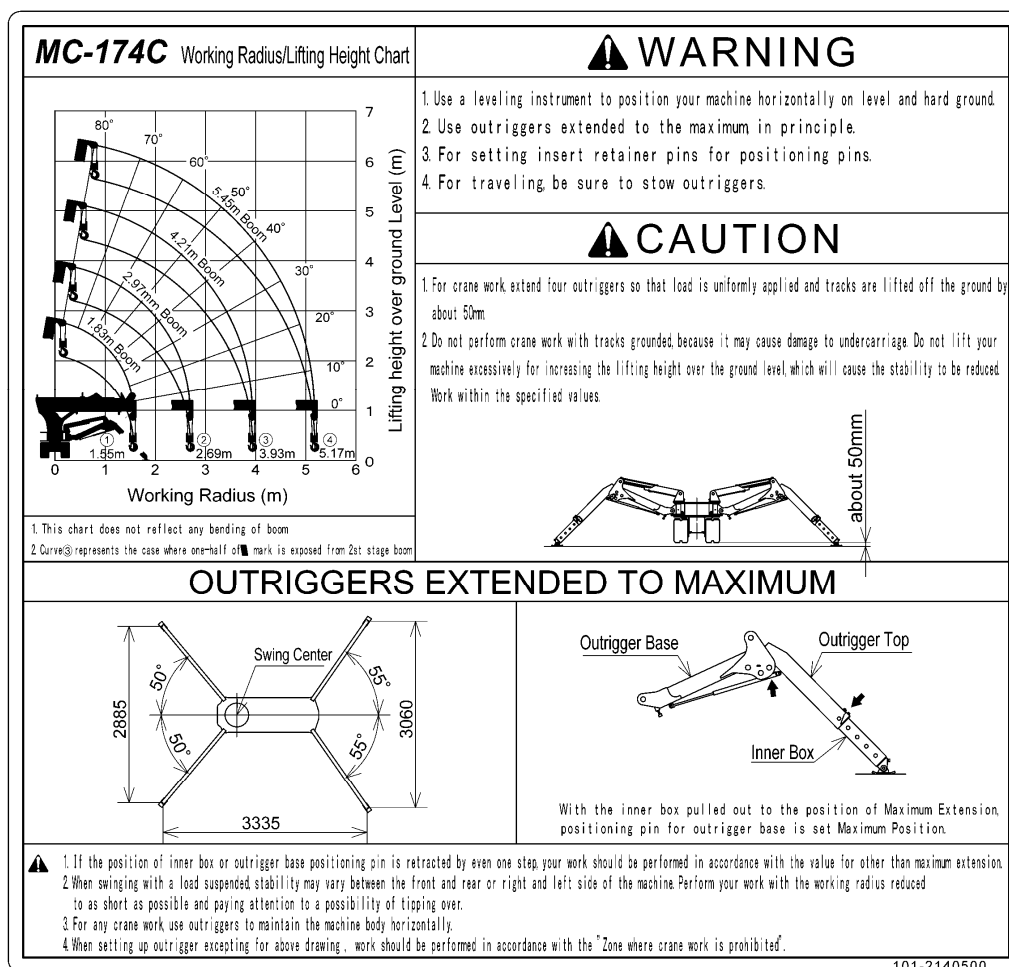 MC-174C Working Radius/Lifting Height Chart
7
6
5
4
3
2
1
0
Lifting height over ground Level (m)
80°
70°
60°
50°
40°
30°
20°
10°
0°
5.45m Boom
4.21m Boom
2.97mm Boom
1.83m Boom
① ② ③ ④
1.55m 2.69m 3.93m 5.17m
0 1 2 3 4 5 6
Working Radius (m)
1. This chart does not reflect any bending of boom
2. Curve③ represents the case where one-half of mark is exposed from 2st stage boom
WARNING
1. Use a leveling instrument to position your machine horizontally on level and hard ground.
2. Use outriggers extended to the maximum, in principle.
3. For setting insert retainer pins for positioning pins.
4. For traveling, be sure to stow outriggers.
CAUTION
1. For crane work, extend four outriggers so that load is uniformly applied and tracks are lifted off the ground by
about 50mm.
2. Do not perform crane work with tracks grounded, because it may cause damage to undercarriage. Do not lift your
machine excessively for increasing the lifting height over the ground level, which will cause the stability to be reduced.
Work within the specified values.
about 50mm
OUTRIGGERS EXTENDED TO MAXIMUM
Swing Center
2885
50°
50°
55°
55°
3060
3335
Outrigger Base
Outrigger Top
Inner Box
With the inner box pulled out to the position of Maximum Extension,
positioning pin for outrigger base is set Maximum Position.
1. If the position of inner box or outrigger base positioning pin is retracted by even one step, your work should be performed in accordance with the value for other than maximum extension.
2. When swinging with a load suspended, stability may vary between the front and rear or right and left side of the machine. Perform your work with the working radius reduced
to as short as possible and paying attention to a possibility of tipping over.
3. For any crane work, use outriggers to maintain the machine body horizontally.
4. When setting up outrigger excepting for above drawing, work should be performed in accordance with the "Zone where crane work is prohibited".
101-2140500